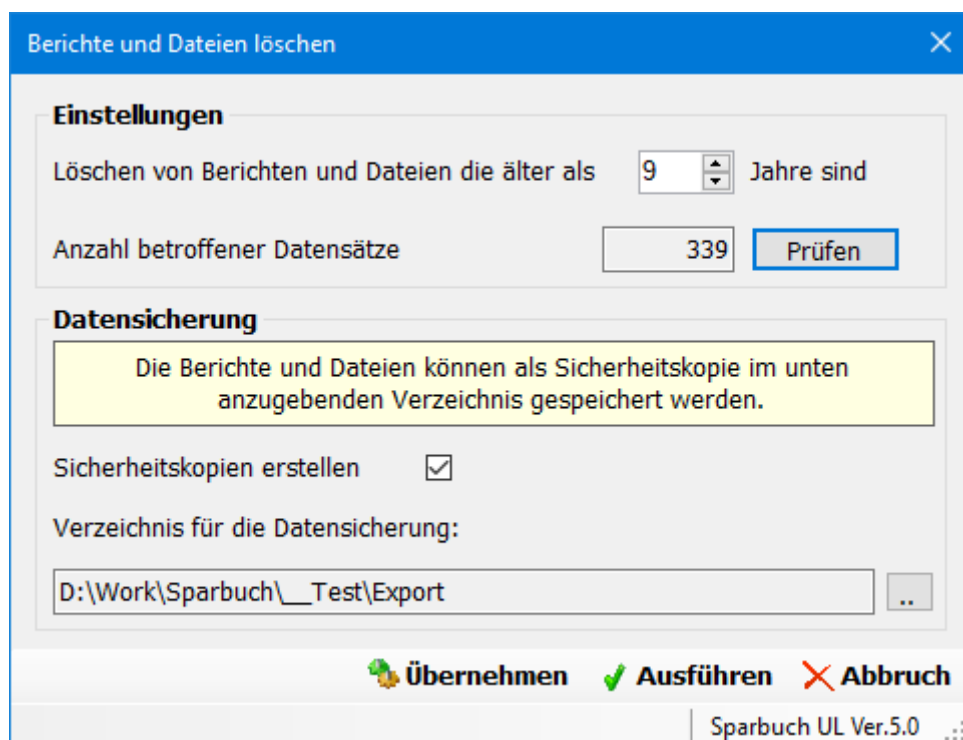 Berichte und Dateien löschen
Einstellungen
Löschen von Berichten und Dateien die älter als 9 Jahre sind
Anzahl betroffener Datensätze 339 Prüfen
Datensicherung
Die Berichte und Dateien können als Sicherheitskopie im unten
anzugebenden Verzeichnis gespeichert werden.
Sicherheitskopien erstellen
Verzeichnis für die Datensicherung:
D:\Work\Sparbuch\__Test\Export ..
Übernehmen Ausführen Abbruch
Sparbuch UL Ver.5.0